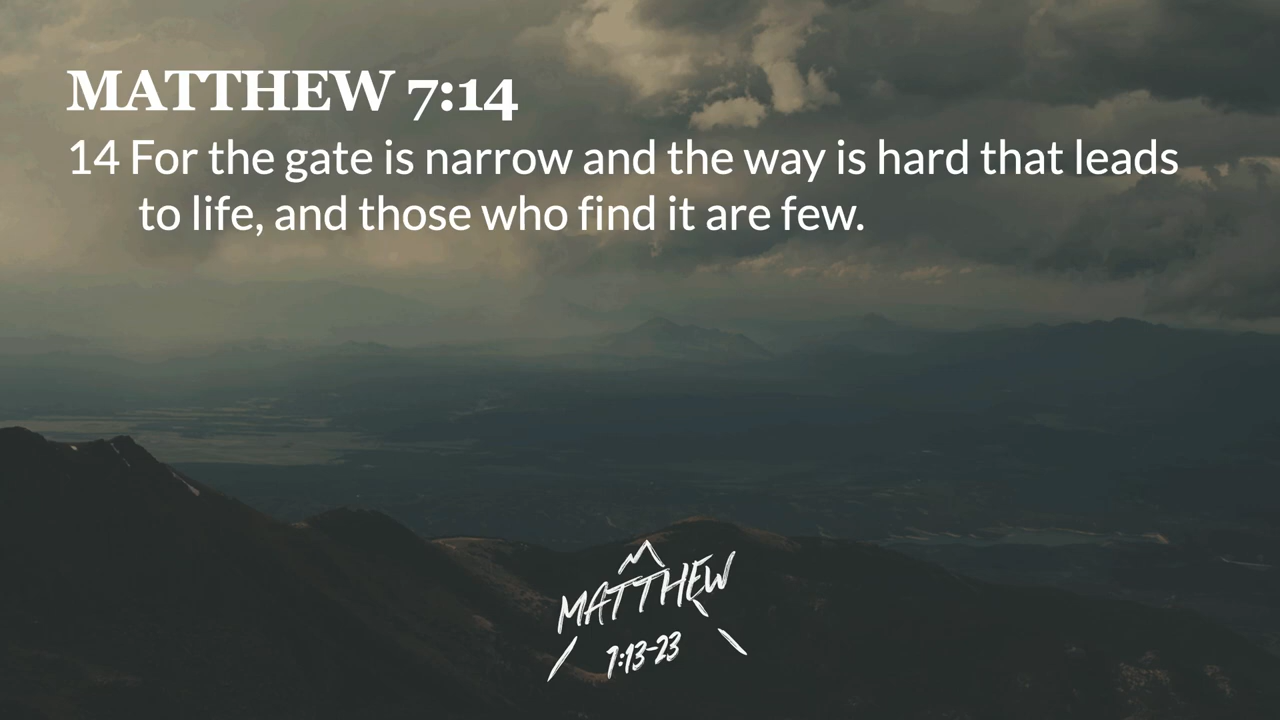 MATTHEW 7:14
14 For the gate is narrow and the way is hard that leads
to life, and those who find it are few.
MATTHEW
7:13-23